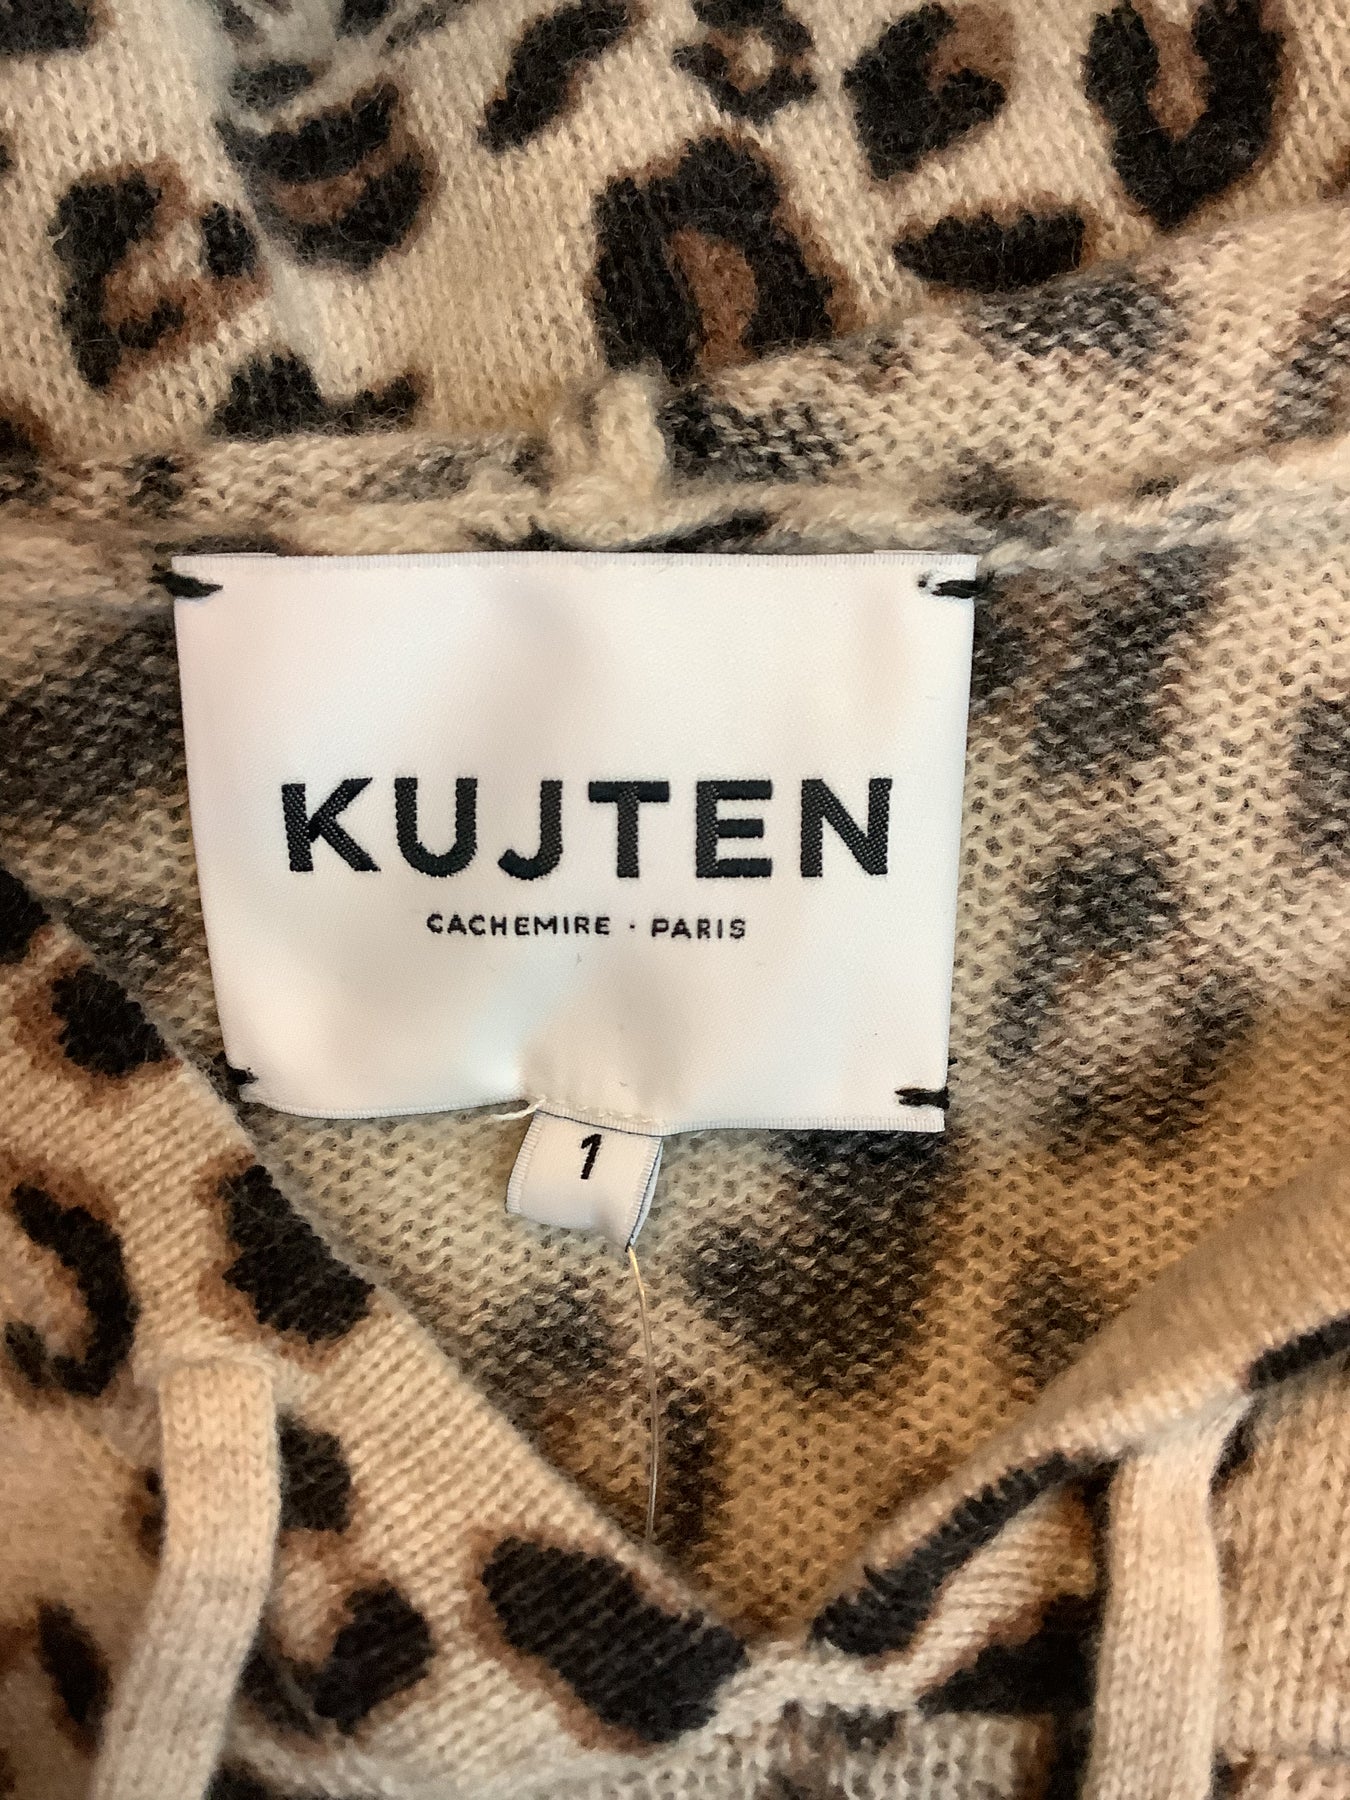 KUJTEN
CACHEMIRE · PARIS
1